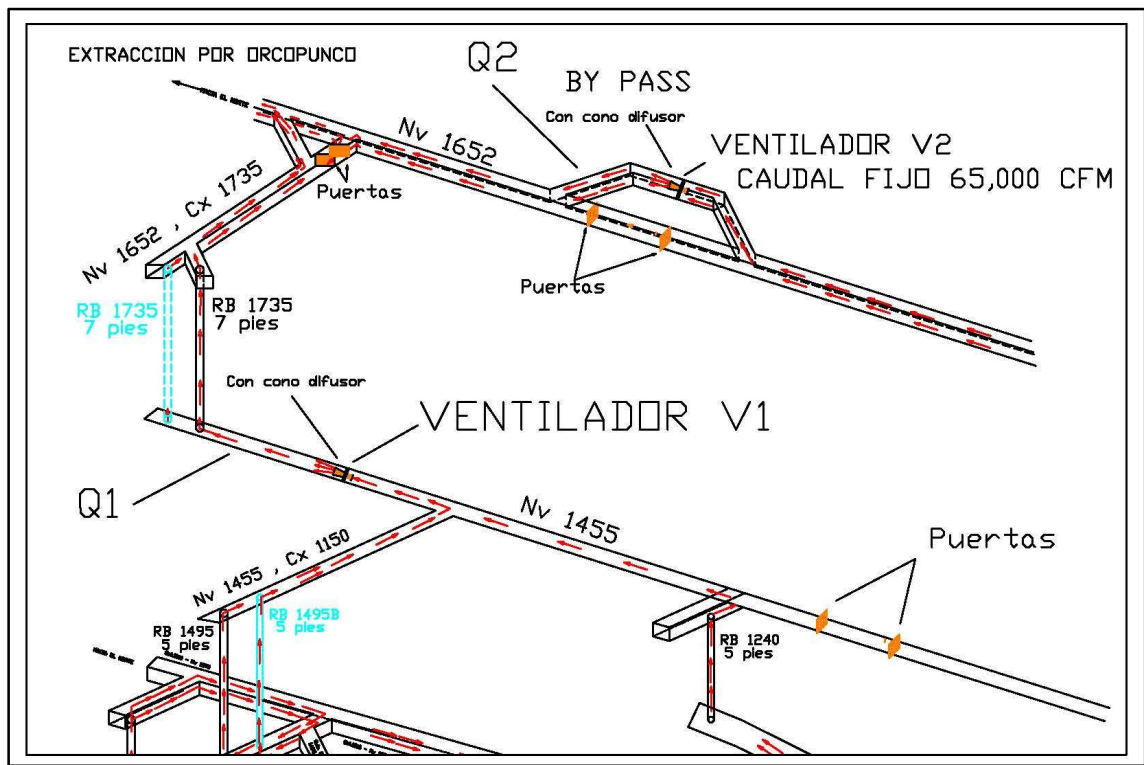 EXTRACCION POR ORCOPUNCO
Q2
BY PASS
Con cono difusor
VENTILADOR V2
CAUDAL FIJO 65,000 CFM
Nv 1652
Puertas
Nv 1652 , Cx 1735
Puertas
RB 1735
7 pies
RB 1735
7 pies
Con cono difusor
VENTILADOR V1
Q1
Nv 1455
Puertas
Nv 1455 , Cx 1150
RB 1495
5 pies
RB 1495B
5 pies
RB 1240
5 pies